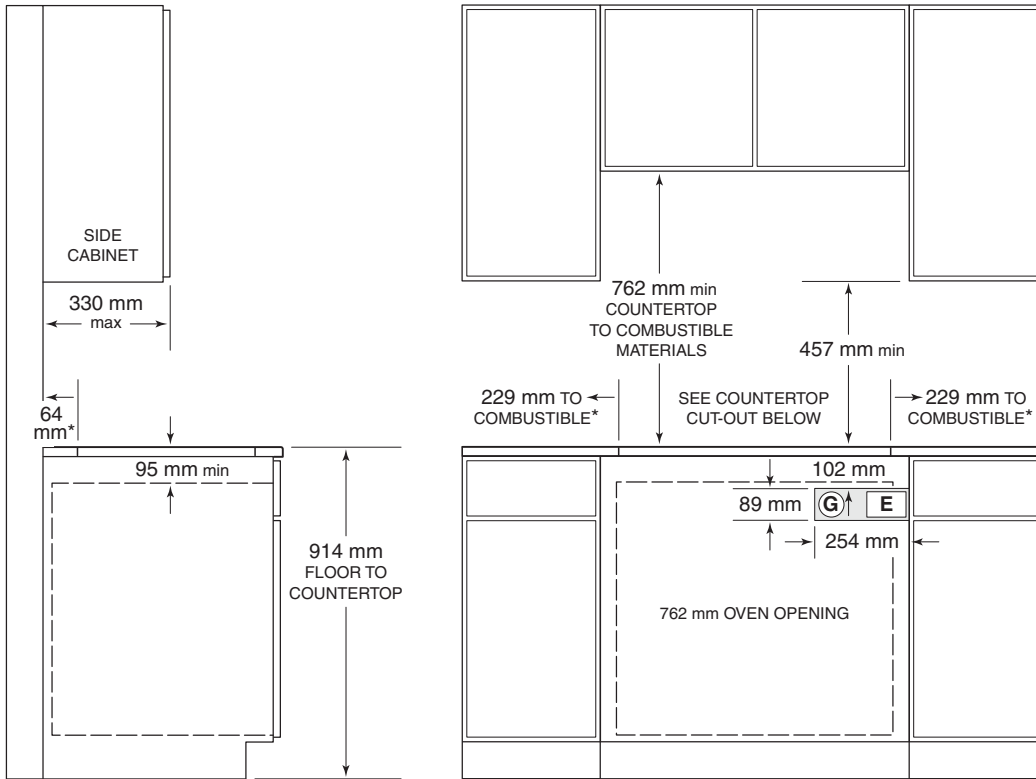 SIDE
CABINET
330 mm
max
64
mm*
95 mm min
914 mm
FLOOR TO
COUNTERTOP
762 mm min
COUNTERTOP
TO COMBUSTIBLE
MATERIALS
457 mm min
229 mm TO
COMBUSTIBLE*
SEE COUNTERTOP
CUT-OUT BELOW
229 mm TO
COMBUSTIBLE*
102 mm
89 mm
G
E
254 mm
762 mm OVEN OPENING